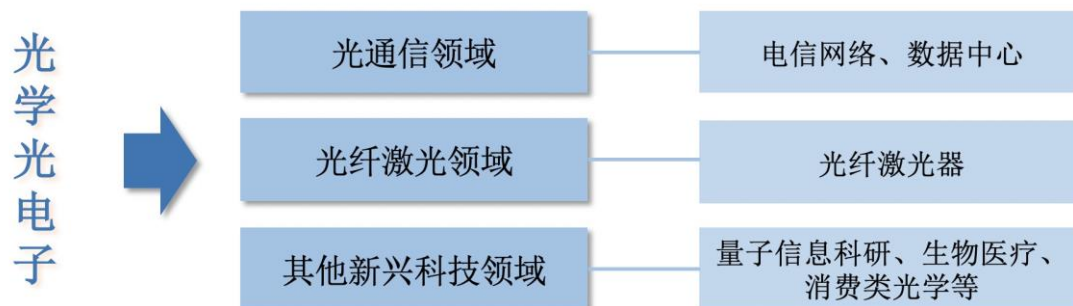 光学光电子
光通信领域
电信网络、数据中心
光纤激光领域
光纤激光器
其他新兴科技领域
量子信息科研、生物医疗、
消费类光学等